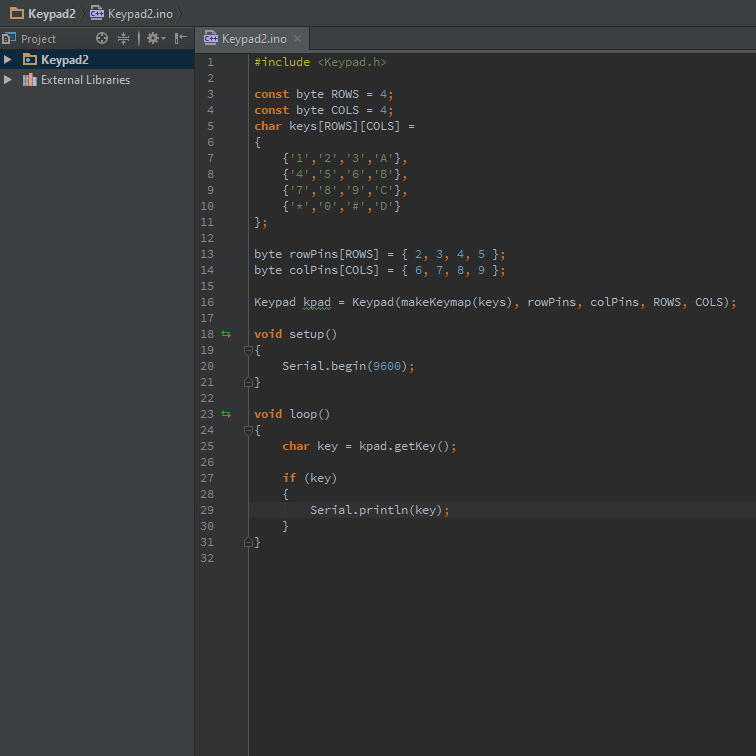 Keypad2 Keypad2.ino
Project
Keypad2.ino
Keypad2
External Libraries
1 #include <Keypad.h>
2
3 const byte ROWS = 4;
4 const byte COLS = 4;
5 char keys[ROWS][COLS] =
6 {
7     {'1','2','3','A'},
8     {'4','5','6','B'},
9     {'7','8','9','C'},
10     {'*','0','#','D'}
11 };
12
13 byte rowPins[ROWS] = { 2, 3, 4, 5 };
14 byte colPins[COLS] = { 6, 7, 8, 9 };
15
16 Keypad kpad = Keypad(makeKeymap(keys), rowPins, colPins, ROWS, COLS);
17
18 void setup()
19 {
20     Serial.begin(9600);
21 }
22
23 void loop()
24 {
25     char key = kpad.getKey();
26
27     if (key)
28     {
29         Serial.println(key);
30     }
31 }
32